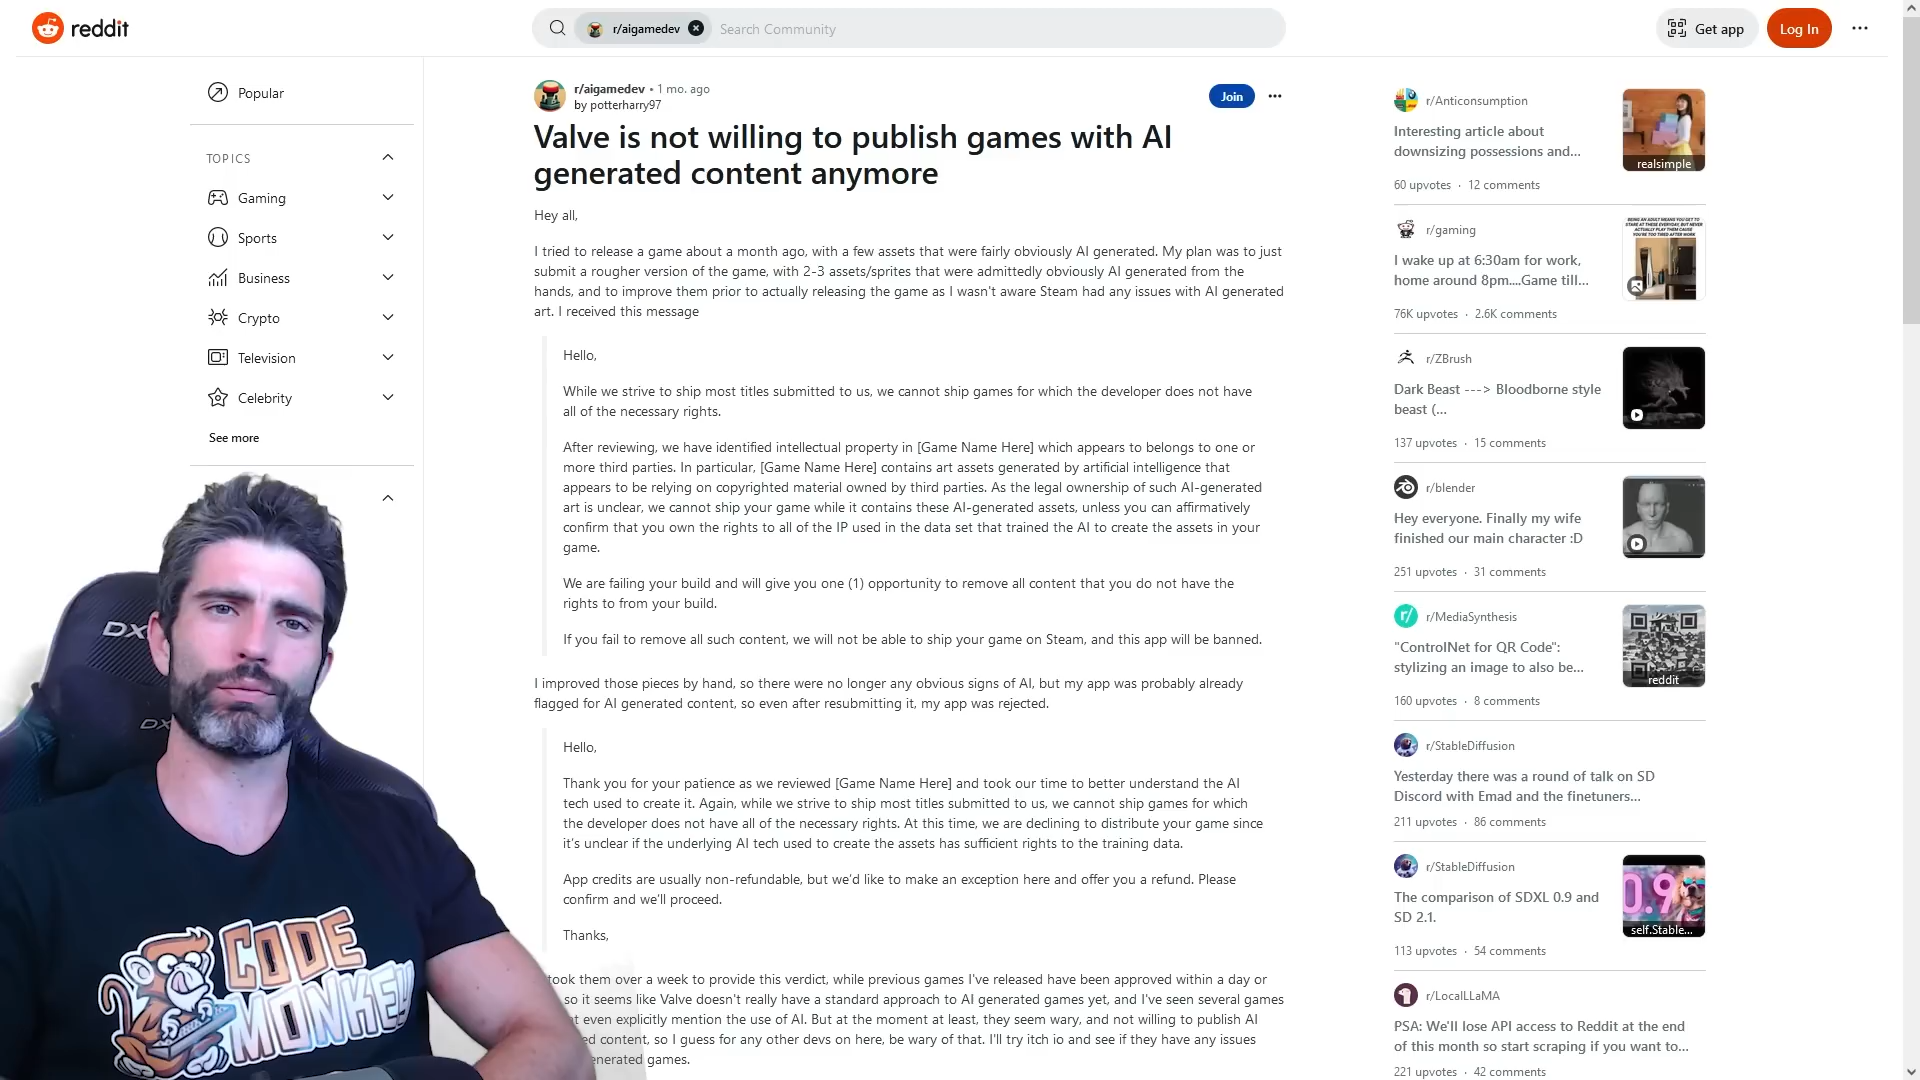 reddit
r/aigamedev
Search Community
Get app
Log In
Popular
TOPICS
Gaming
Sports
Business
Crypto
Television
Celebrity
See more
r/aigamedev • 1 mo. ago
by potterharry97
Join
Valve is not willing to publish games with AI
generated content anymore
Hey all,
I tried to release a game about a month ago, with a few assets that were fairly obviously AI generated. My plan was to just
submit a rougher version of the game, with 2-3 assets/sprites that were admittedly obviously AI generated from the
hands, and to improve them prior to actually releasing the game as I wasn't aware Steam had any issues with AI generated
art. I received this message
Hello,
While we strive to ship most titles submitted to us, we cannot ship games for which the developer does not have
all of the necessary rights.
After reviewing, we have identified intellectual property in [Game Name Here] which appears to belongs to one or
more third parties. In particular, [Game Name Here] contains art assets generated by artificial intelligence that
appears to be relying on copyrighted material owned by third parties. As the legal ownership of such AI-generated
art is unclear, we cannot ship your game while it contains these AI-generated assets, unless you can affirmatively
confirm that you own the rights to all of the IP used in the data set that trained the AI to create the assets in your
game.
We are failing your build and will give you one (1) opportunity to remove all content that you do not have the
rights to from your build.
If you fail to remove all such content, we will not be able to ship your game on Steam, and this app will be banned.
I improved those pieces by hand, so there were no longer any obvious signs of AI, but my app was probably already
flagged for AI generated content, so even after resubmitting it, my app was rejected.
Hello,
Thank you for your patience as we reviewed [Game Name Here] and took our time to better understand the AI
tech used to create it. Again, while we strive to ship most titles submitted to us, we cannot ship games for which
the developer does not have all of the necessary rights. At this time, we are declining to distribute your game since
it's unclear if the underlying AI tech used to create the assets has sufficient rights to the training data.
App credits are usually non-refundable, but we'd like to make an exception here and offer you a refund. Please
confirm and we'll proceed.
Thanks,
took them over a week to provide this verdict, while previous games I've released have been approved within a day or
so it seems like Valve doesn't really have a standard approach to AI generated games yet, and I've seen several games
even explicitly mention the use of AI. But at the moment at least, they seem wary, and not willing to publish AI
content, so I guess for any other devs on here, be wary of that. I'll try itch io and see if they have any issues
games.
r/Anticonsumption
Interesting article about
downsizing possessions and...
realsimple
60 upvotes · 12 comments
r/gaming
I wake up at 6:30am for work,
home around 8pm....Game till...
BEING AN ADULT MEANS YOU GET TO
STARE AT THESE EVERYDAY, BUT NEVER
ACTUALLY PLAY THEM CAUSE
YOU'RE TOO TIRED AFTER WORK
76K upvotes · 2.6K comments
r/ZBrush
Dark Beast ---> Bloodborne style
beast (...
137 upvotes · 15 comments
r/blender
Hey everyone. Finally my wife
finished our main character :D
251 upvotes · 31 comments
r/MediaSynthesis
"ControlNet for QR Code":
stylizing an image to also be...
reddit
160 upvotes · 8 comments
r/StableDiffusion
Yesterday there was a round of talk on SD
Discord with Emad and the finetuners...
211 upvotes · 86 comments
r/StableDiffusion
The comparison of SDXL 0.9 and
SD 2.1.
0.9
self.Stable...
113 upvotes · 54 comments
r/LocalLLaMA
PSA: We'll lose API access to Reddit at the end
of this month so start scraping if you want to...
221 upvotes · 42 comments
DX
DX
CODE
MONKEY